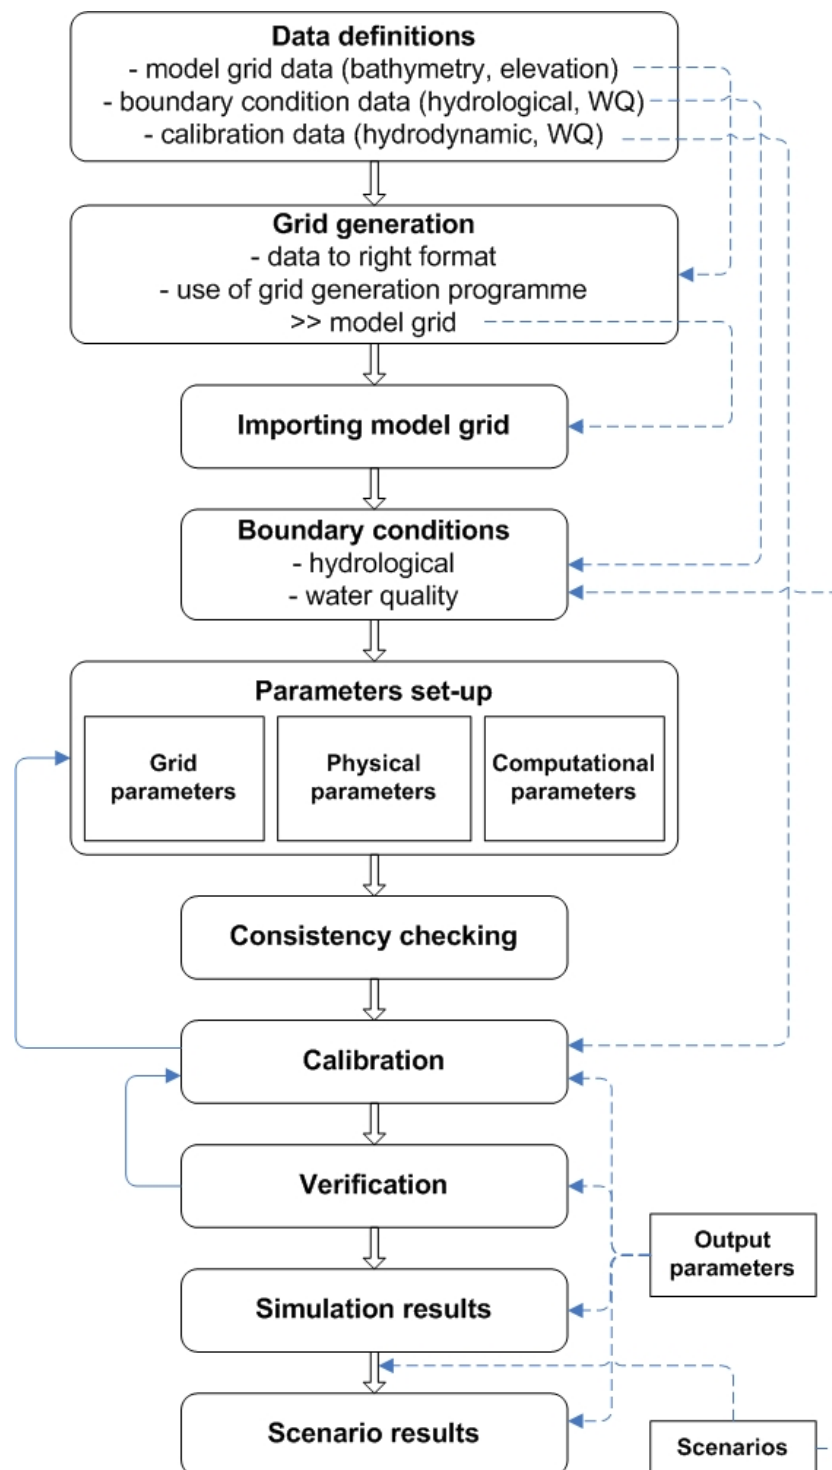 Data definitions
- model grid data (bathymetry, elevation)
- boundary condition data (hydrological, WQ)
- calibration data (hydrodynamic, WQ)
Grid generation
- data to right format
- use of grid generation programme
>> model grid
Importing model grid
Boundary conditions
- hydrological
- water quality
Parameters set-up
Grid
parameters
Physical
parameters
Computational
parameters
Consistency checking
Calibration
Verification
Output
parameters
Simulation results
Scenario results
Scenarios